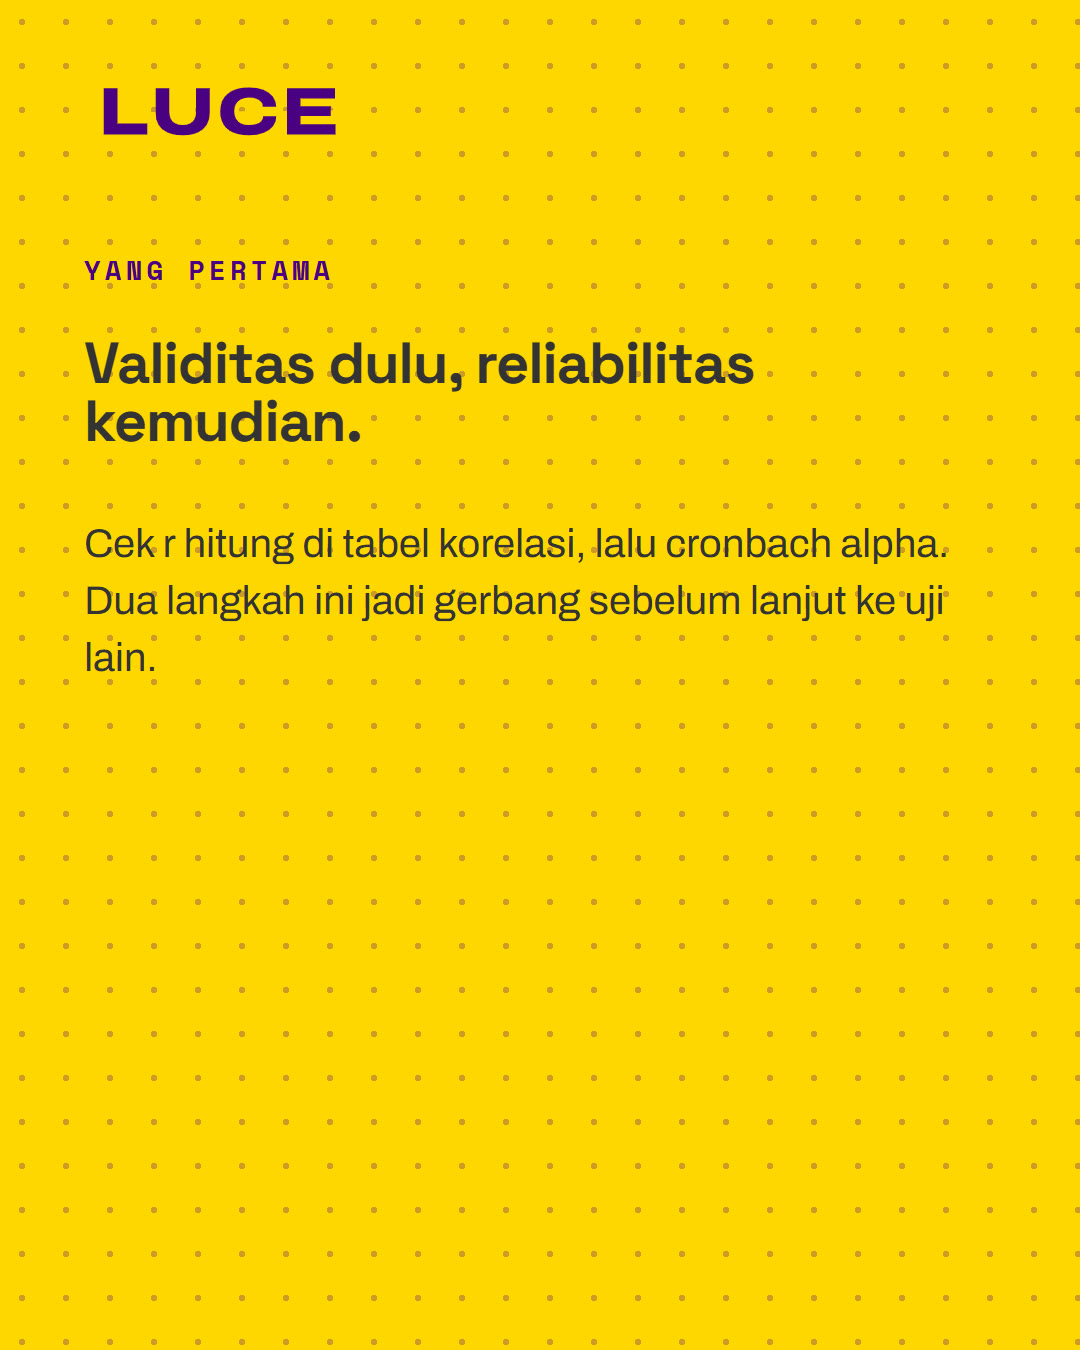 LUCE
YANG PERTAMA
Validitas dulu, reliabilitas
kemudian.
Cek r hitung di tabel korelasi, lalu cronbach alpha.
Dua langkah ini jadi gerbang sebelum lanjut ke uji
lain.